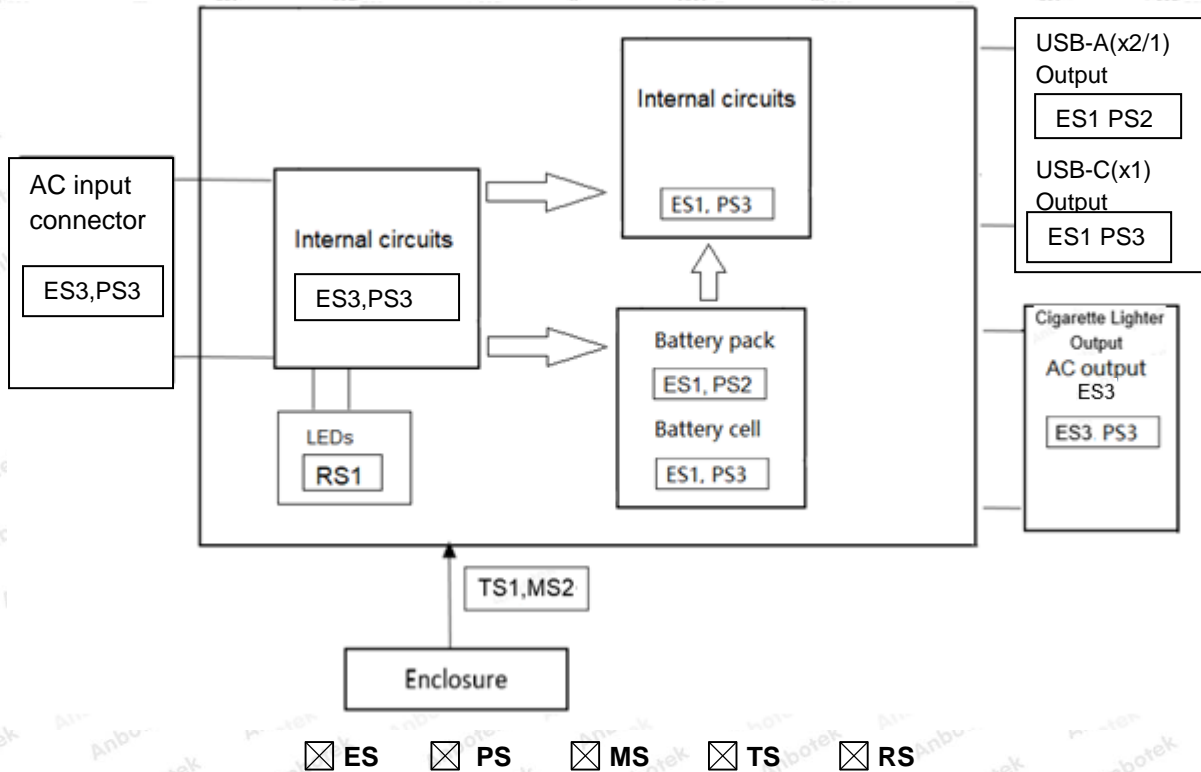 AC input
connector
ES3,PS3
Internal circuits
ES3,PS3
LEDs
RS1
Internal circuits
ES1, PS3
Battery pack
ES1, PS2
Battery cell
ES1, PS3
USB-A(x2/1)
Output
ES1 PS2
USB-C(x1)
Output
ES1 PS3
Cigarette Lighter
Output
AC output
ES3
ES3 PS3
TS1,MS2
Enclosure
ES PS MS TS RS
Anbotek